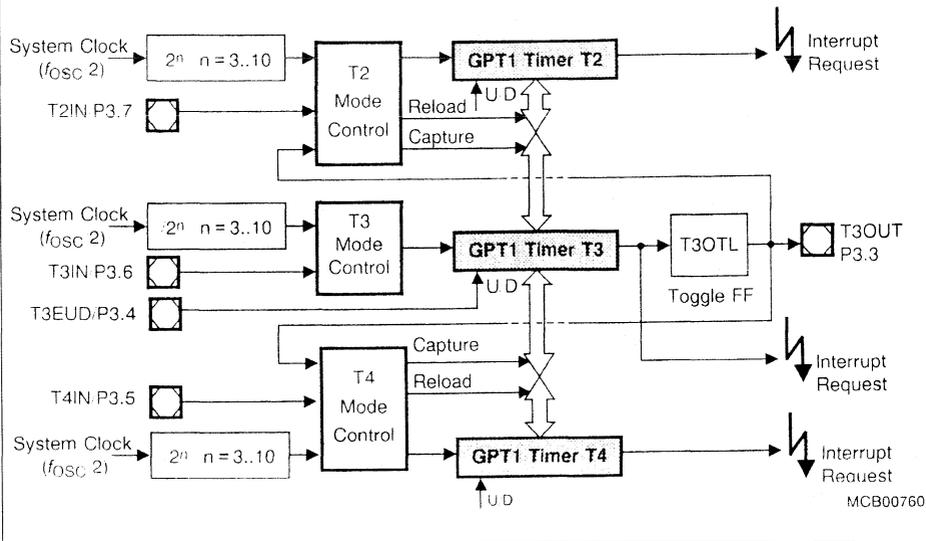 System Clock
(fOSC 2)
2n n = 3..10
T2IN P3.7
T2
Mode
Control
Reload
Capture
GPT1 Timer T2
U D
Interrupt
Request
System Clock
(fOSC 2)
2n n = 3..10
T3IN P3.6
T3EUD/P3.4
T3
Mode
Control
GPT1 Timer T3
U D
T3OTL
Toggle FF
T3OUT
P3.3
Interrupt
Request
T4IN P3.5
System Clock
(fOSC 2)
2n n = 3..10
T4
Mode
Control
Capture
Reload
GPT1 Timer T4
U D
Interrupt
Request
MCB00760